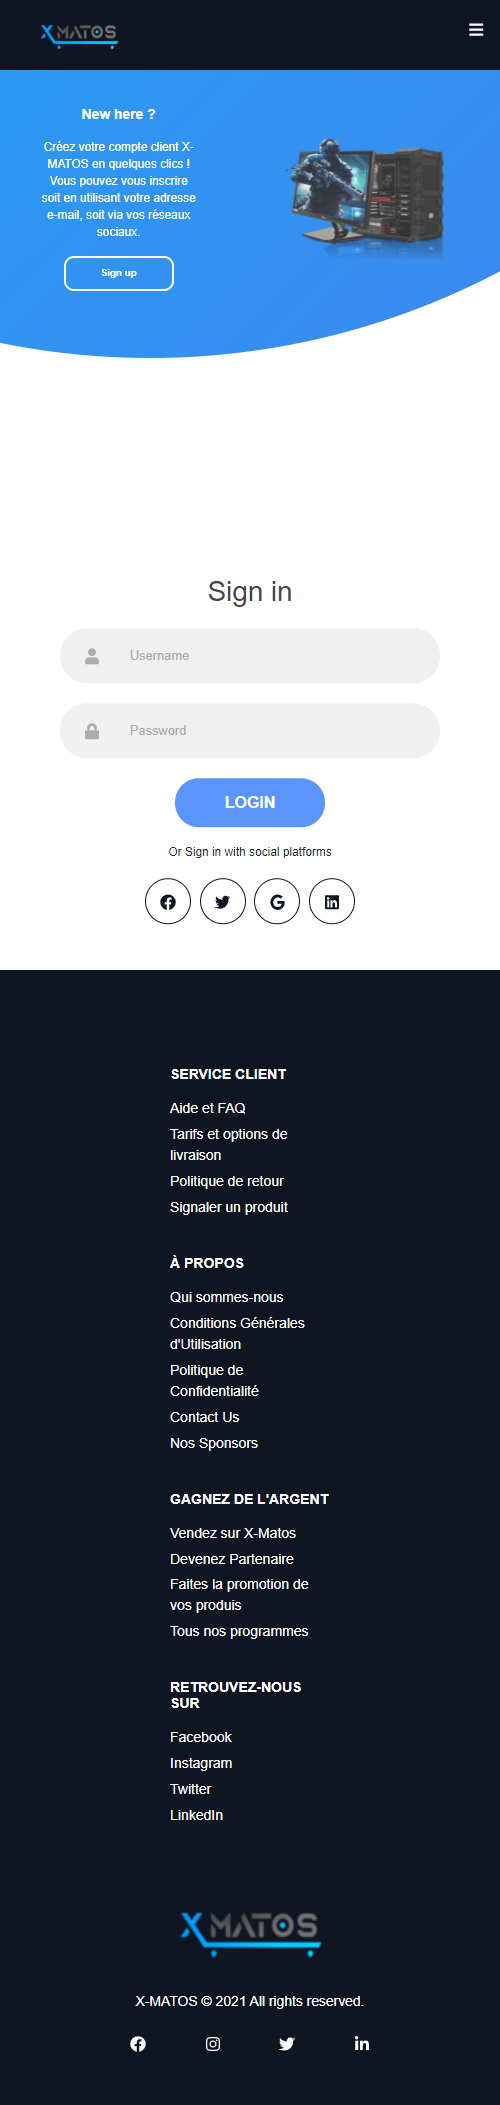 X MATOS
New here ?
Créez votre compte client X-
MATOS en quelques clics !
Vous pouvez vous inscrire
soit en utilisant votre adresse
e-mail, soit via vos réseaux
sociaux.
Sign up
Sign in
Username
Password
LOGIN
Or Sign in with social platforms
SERVICE CLIENT
Aide et FAQ
Tarifs et options de
livraison
Politique de retour
Signaler un produit
À PROPOS
Qui sommes-nous
Conditions Générales
d'Utilisation
Politique de
Confidentialité
Contact Us
Nos Sponsors
GAGNEZ DE L'ARGENT
Vendez sur X-Matos
Devenez Partenaire
Faites la promotion de
vos produis
Tous nos programmes
RETROUVEZ-NOUS
SUR
Facebook
Instagram
Twitter
LinkedIn
X MATOS
X-MATOS © 2021 All rights reserved.